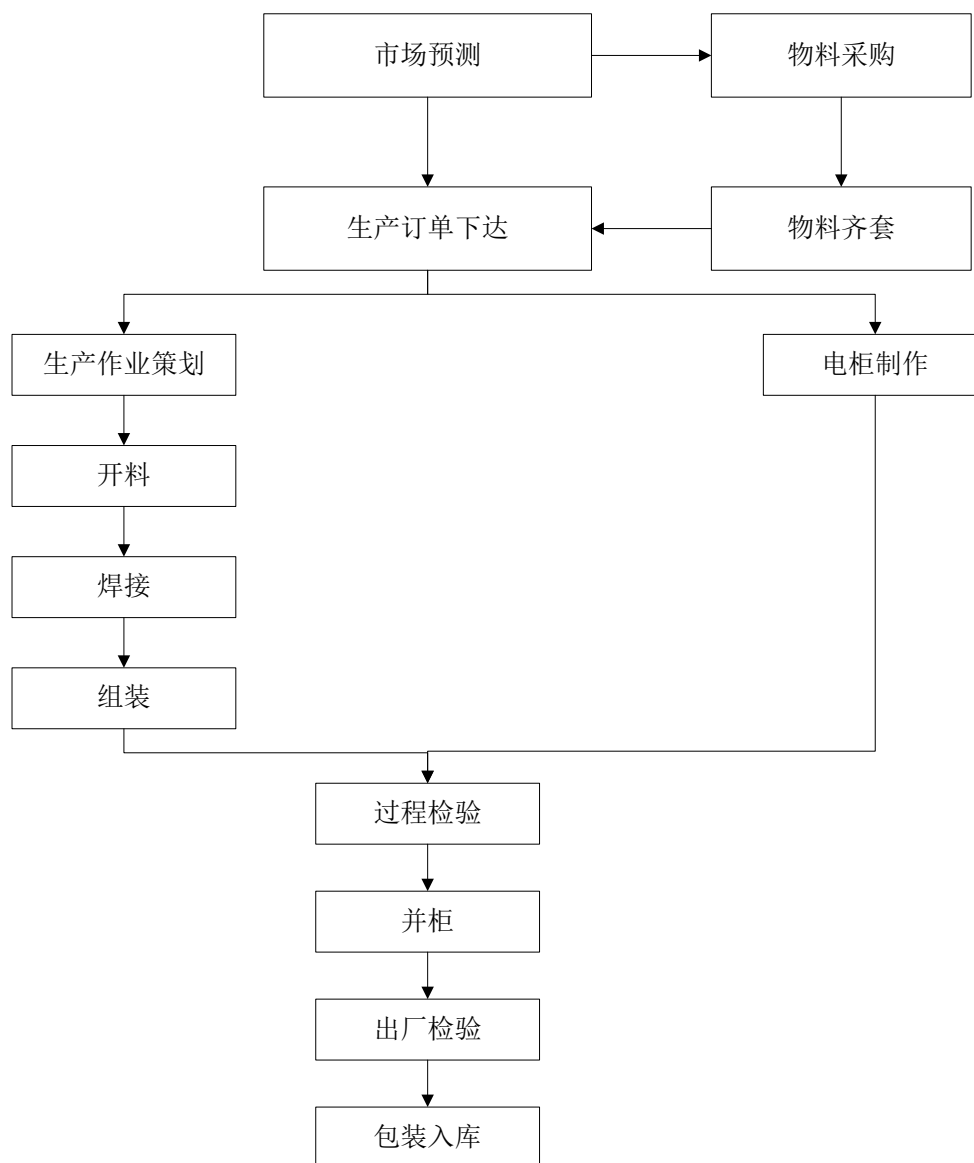 市场预测
物料采购
生产订单下达
物料齐套
生产作业策划
电柜制作
开料
焊接
组装
过程检验
并柜
出厂检验
包装入库